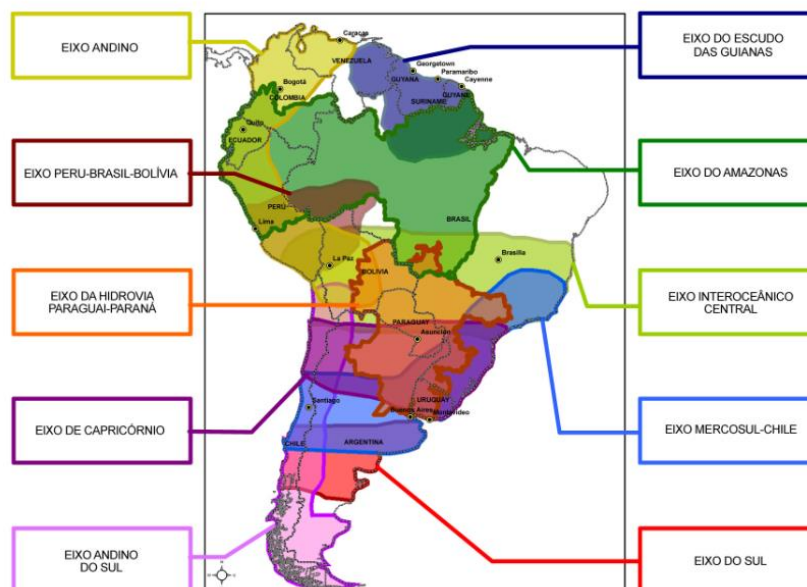 EIXO ANDINO
EIXO DO ESCUDO
DAS GUIANAS
EIXO PERU-BRASIL-BOLÍVIA
EIXO DO AMAZONAS
EIXO DA HIDROVIA
PARAGUAI-PARANÁ
EIXO INTEROCEÂNICO
CENTRAL
EIXO DE CAPRICÓRNIO
EIXO MERCOSUL-CHILE
EIXO ANDINO
DO SUL
EIXO DO SUL
Caracas
VENEZUELA
Georgetown
GUYANA
Paramaribo
SURINAME
Cayenne
GUYANE
Bogotá
COLOMBIA
Quito
ECUADOR
PERÚ
Lima
BRASIL
Brasilia
La Paz
BOLÍVIA
PARAGUAY
Asunción
URUGUAY
Santiago
Buenos Aires
Montevideo
CHILE
ARGENTINA